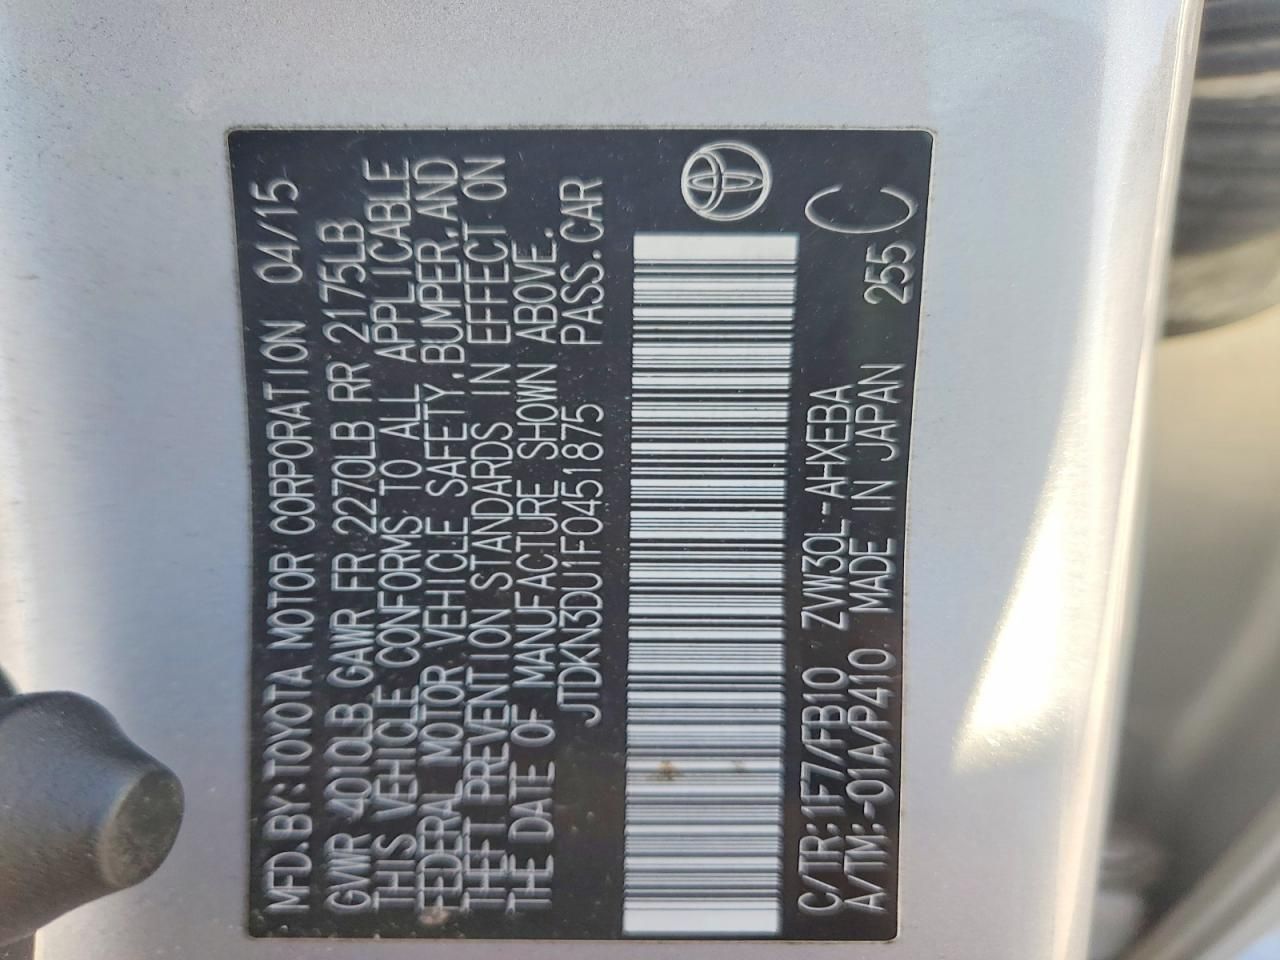 MFD.BY:TOYOTA MOTOR CORPORATION 04/15
GVWR 4010LB GAWR FR 2270LB RR 2175LB
THIS VEHICLE CONFORMS TO ALL APPLICABLE
FEDERAL MOTOR VEHICLE SAFETY,BUMPER,AND
THEFT PREVENTION STANDARDS IN EFFECT ON
THE DATE OF MANUFACTURE SHOWN ABOVE.
JTDKN3DU1F0451875 PASS.CAR
C/TR:1F7/FB10 ZVW30L-AHXEBA C
A/TM:-01A/P410 MADE IN JAPAN 255